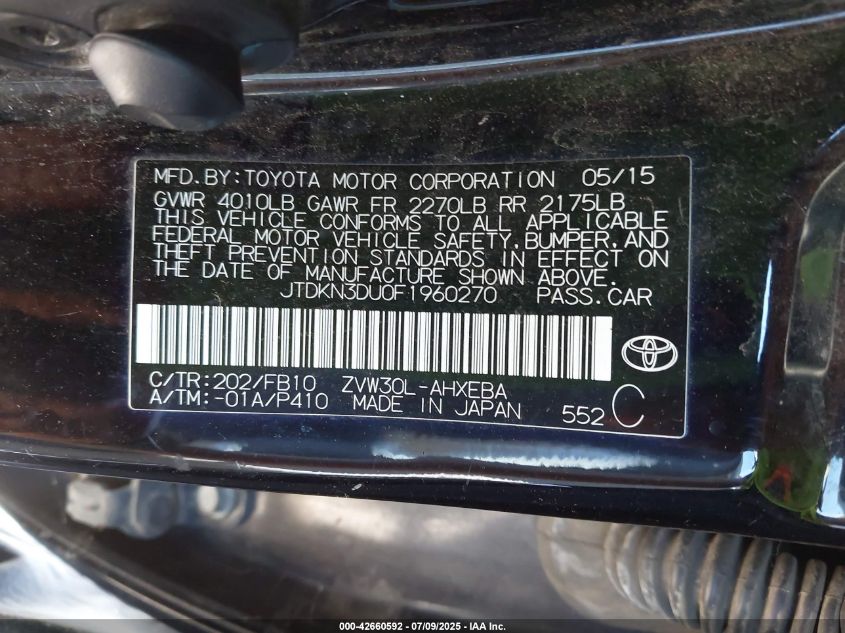 MFD. BY: TOYOTA MOTOR CORPORATION 05/15
GVWR 4010LB GAWR FR 2270LB RR 2175LB
THIS VEHICLE CONFORMS TO ALL APPLICABLE
FEDERAL MOTOR VEHICLE SAFETY, BUMPER, AND
THEFT PREVENTION STANDARDS IN EFFECT ON
THE DATE OF MANUFACTURE SHOWN ABOVE.
JTDKN3DU0F1960270 PASS.CAR
C/TR:202/FB10 ZVW30L-AHXEBA
A/TM:-01A/P410 MADE IN JAPAN 552 C
000-42660592 - 07/09/2025 - IAA Inc.